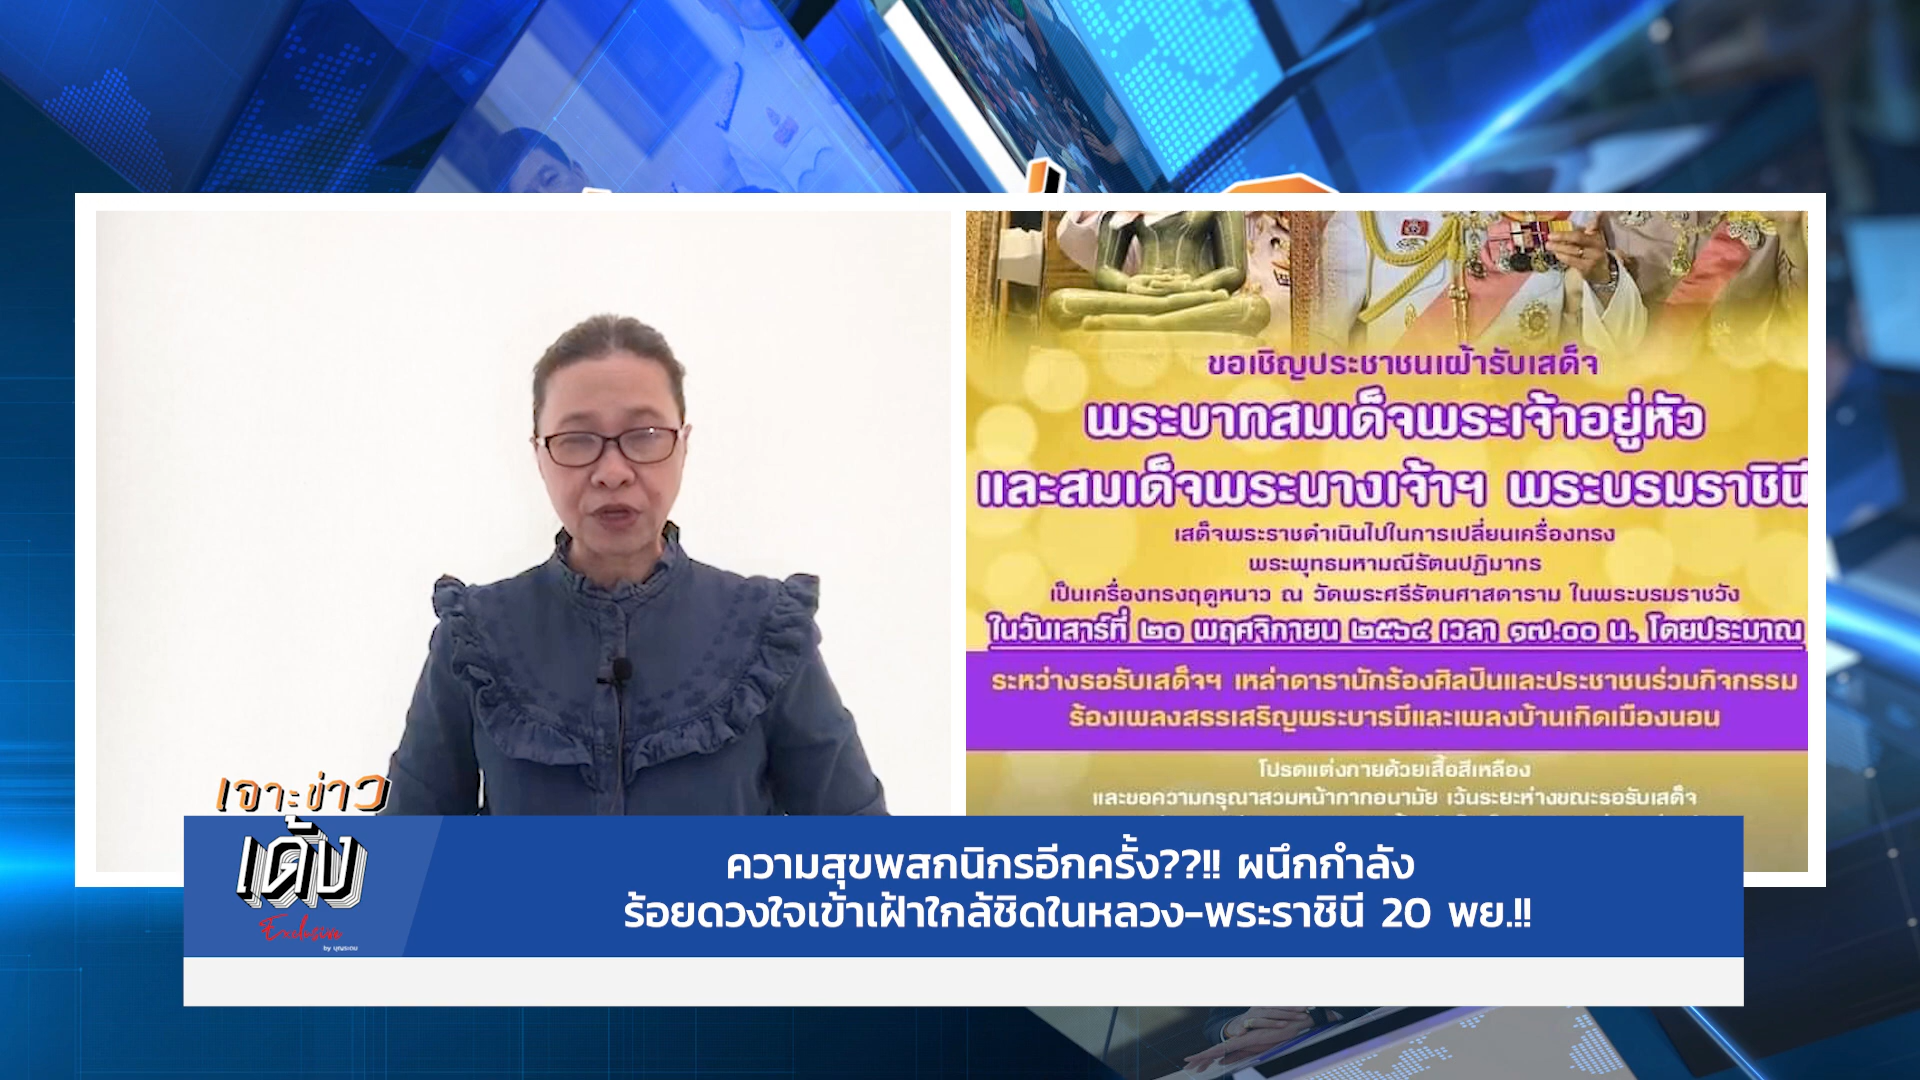 ขอเชิญประชาชนเฝ้ารับเสด็จ
พระบาทสมเด็จพระเจ้าอยู่หัว
และสมเด็จพระนางเจ้าฯ พระบรมราชินี
เสด็จพระราชดำเนินไปในการเปลี่ยนเครื่องทรง
พระพุทธมหามณีรัตนปฏิมากร
เป็นเครื่องทรงฤดูหนาว ณ วัดพระศรีรัตนศาสดาราม ในพระบรมราชวัง
ในวันเสาร์ที่ ๒๐ พฤศจิกายน ๒๕๖๔ เวลา ๑๗.๐๐ น. โดยประมาณ
ระหว่างรอรับเสด็จฯ เหล่าดารานักร้องศิลปินและประชาชนร่วมกิจกรรม
ร้องเพลงสรรเสริญพระบารมีและเพลงบ้านเกิดเมืองนอน
โปรดแต่งกายด้วยเสื้อสีเหลือง
และขอความกรุณาสวมหน้ากากอนามัย เว้นระยะห่างขณะรอรับเสด็จ
เจาะข่าว
เด้ง
Exclusive
by บุญระดม
ความสุขพสกนิกรอีกครั้ง??!! ผนึกกำลัง
ร้อยดวงใจเข้าเฝ้าใกล้ชิดในหลวง-พระราชินี 20 พย.!!